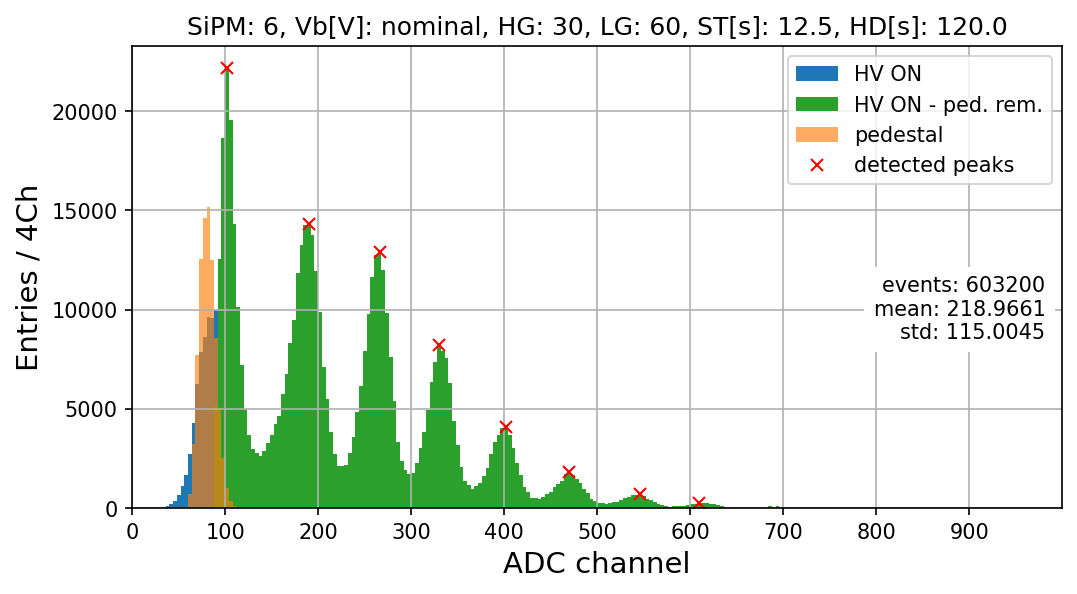 SiPM: 6, Vb[V]: nominal, HG: 30, LG: 60, ST[s]: 12.5, HD[s]: 120.0
HV ON
HV ON - ped. rem.
pedestal
detected peaks
events: 603200
mean: 218.9661
std: 115.0045
Entries / 4Ch
20000
15000
10000
5000
0
0 100 200 300 400 500 600 700 800 900
ADC channel